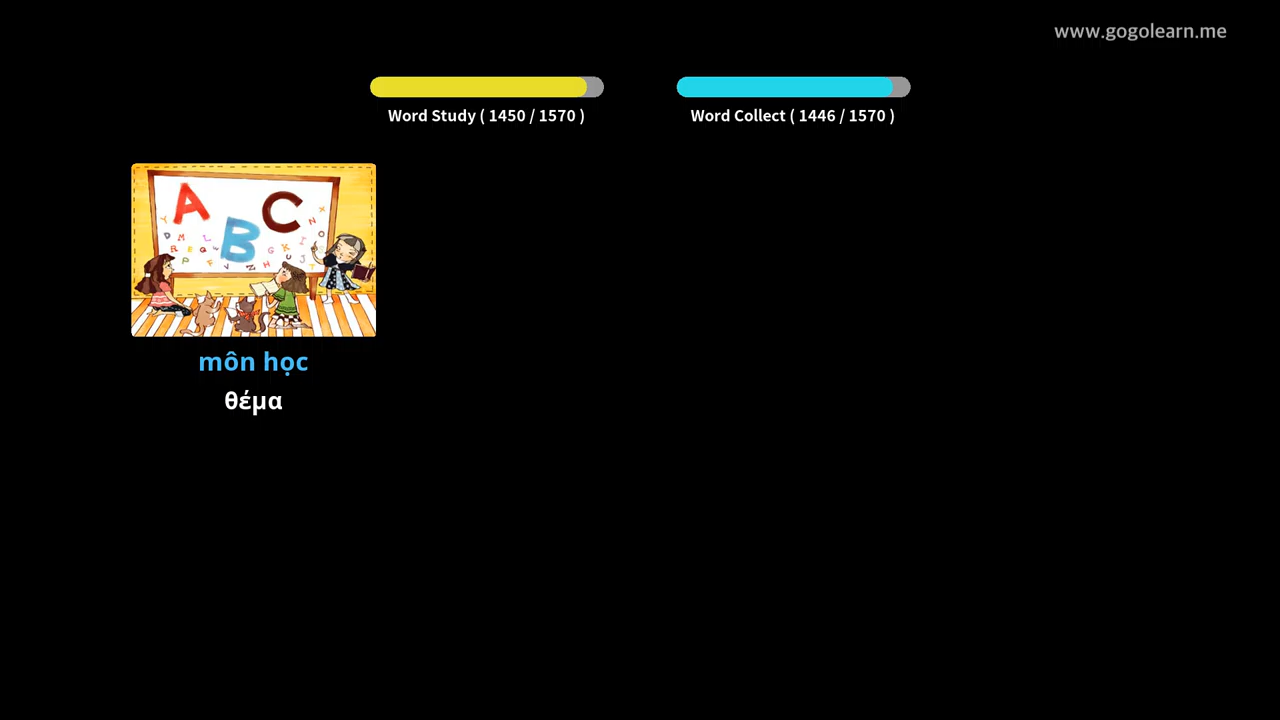 www.gogolearn.me
Word Study ( 1450 / 1570 )
Word Collect ( 1446 / 1570 )
A
B
C
môn học
θέμα